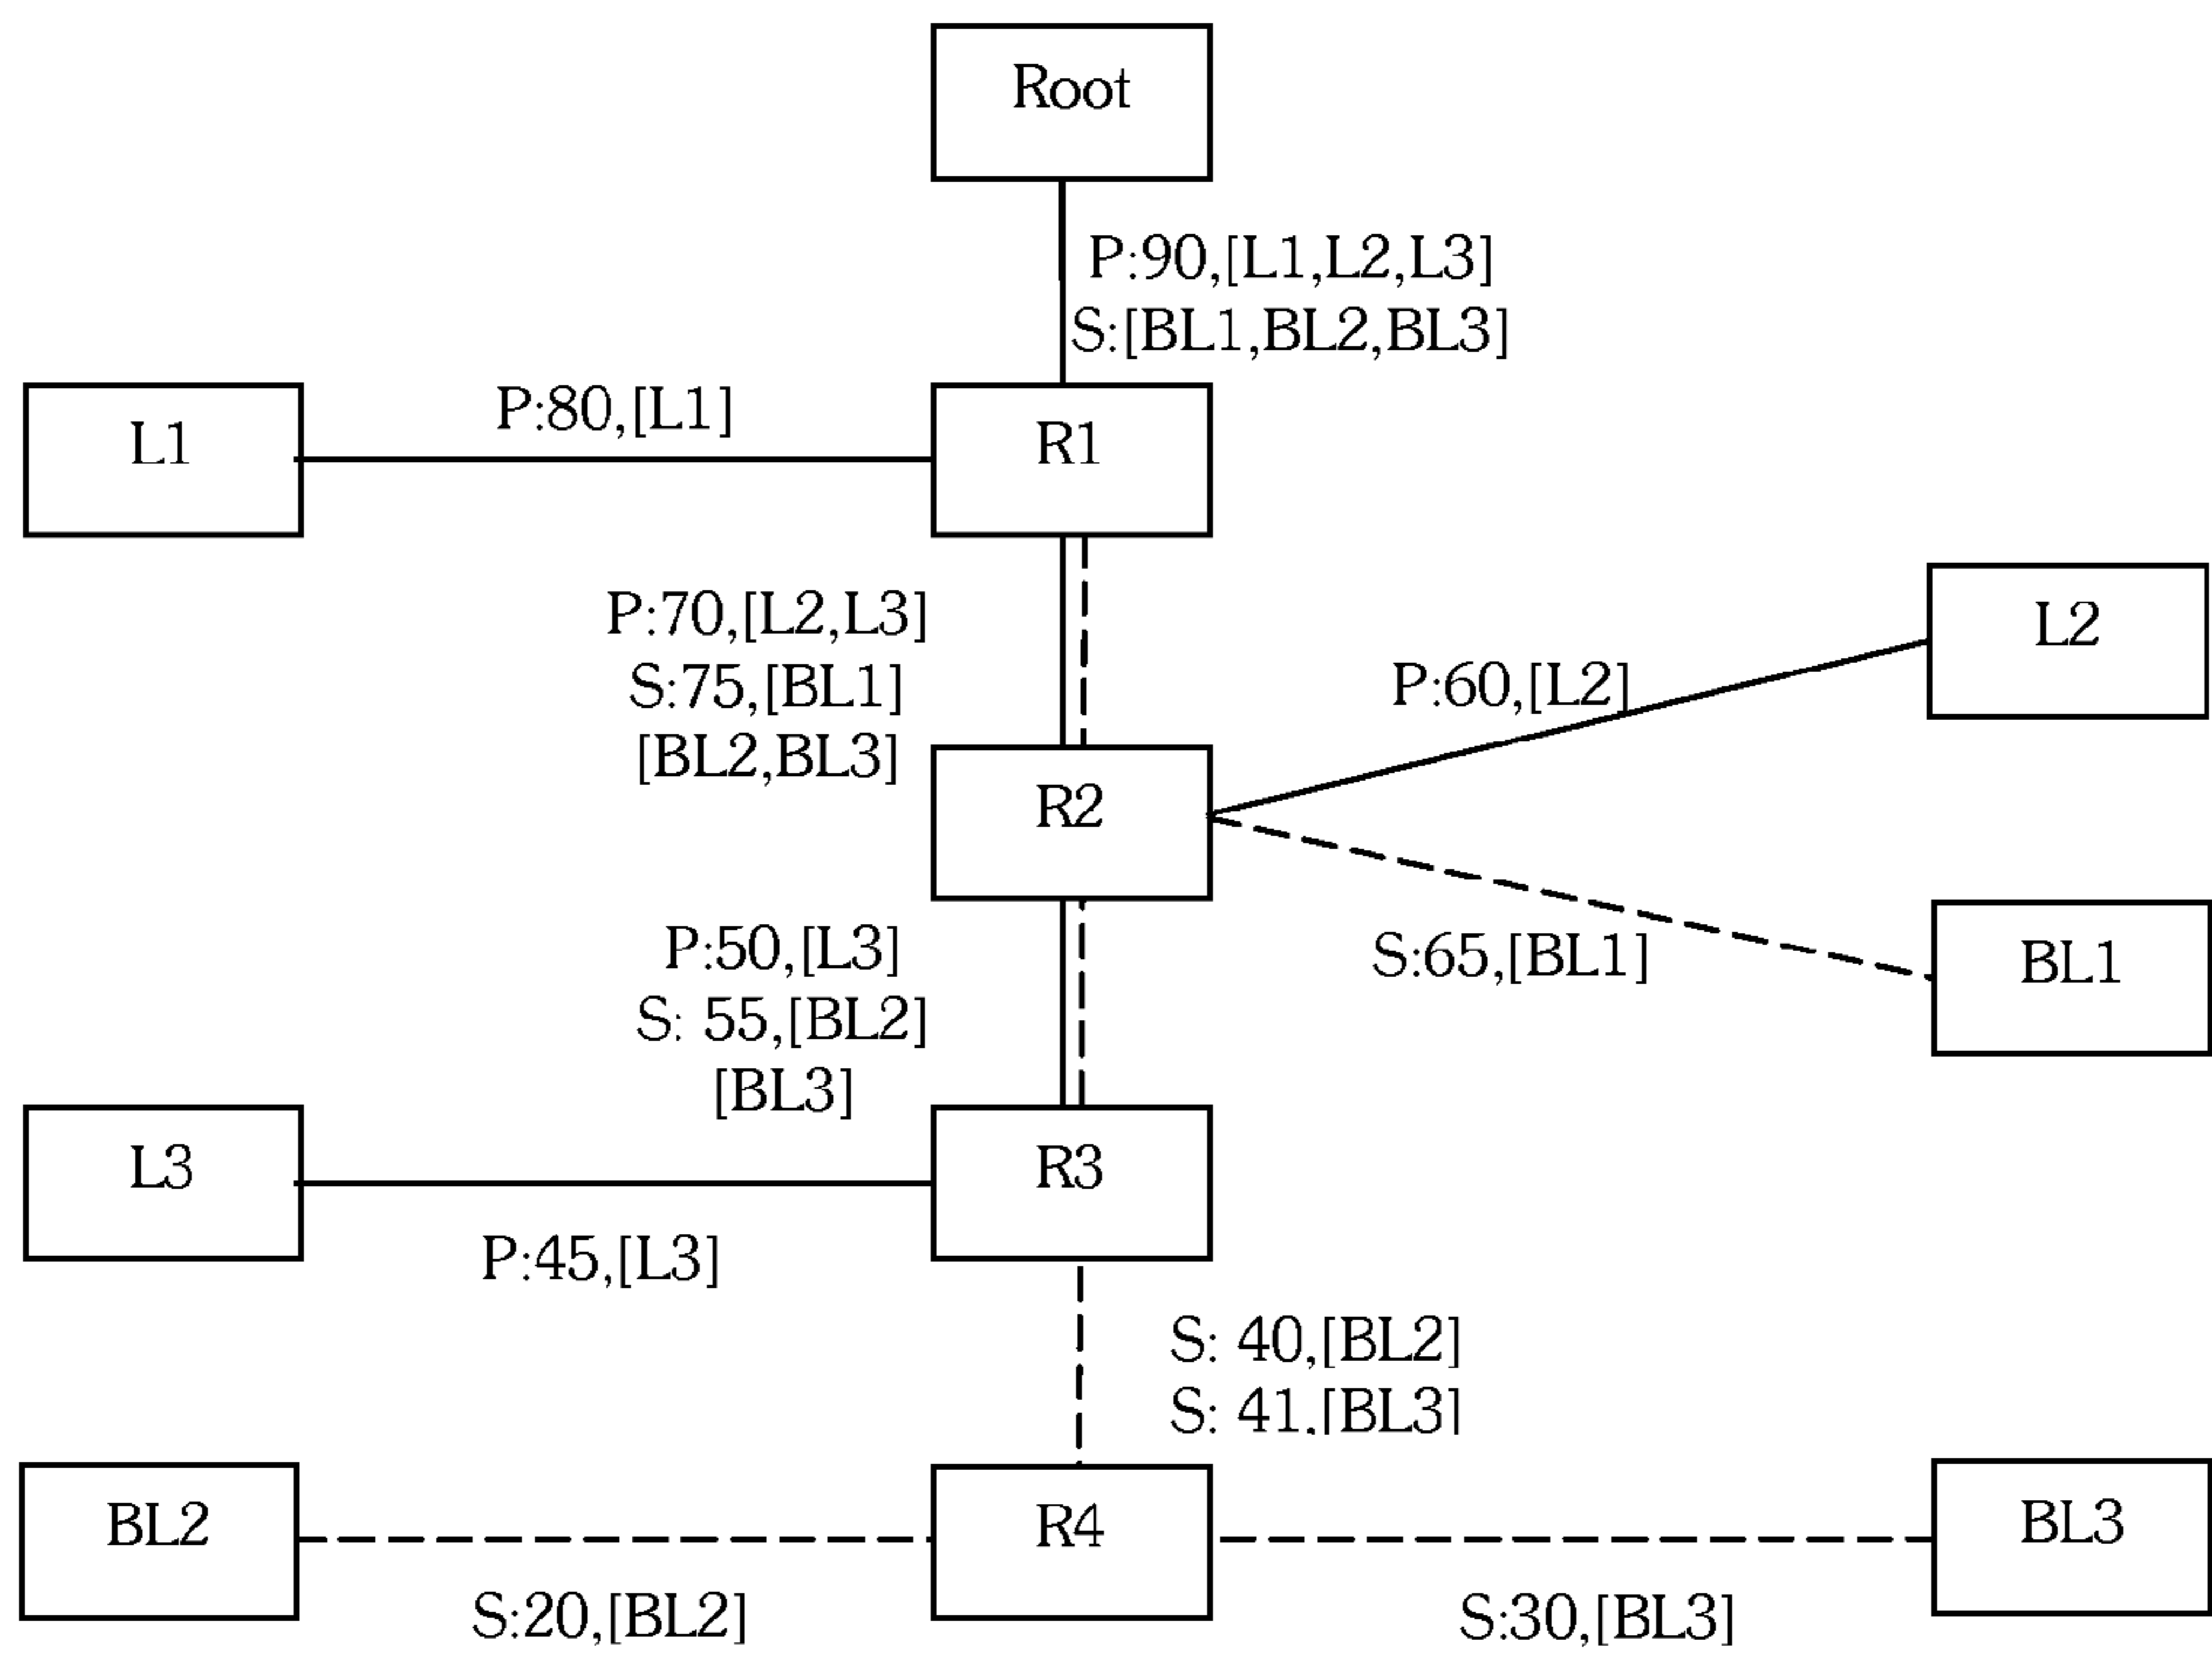 Root
P:90,[L1,L2,L3]
S:[BL1,BL2,BL3]
L1
P:80,[L1]
R1
P:70,[L2,L3]
S:75,[BL1]
[BL2,BL3]
L2
P:60,[L2]
R2
S:65,[BL1]
BL1
P:50,[L3]
S: 55,[BL2]
[BL3]
L3
R3
P:45,[L3]
S: 40,[BL2]
S: 41,[BL3]
BL2
R4
BL3
S:20,[BL2]
S:30,[BL3]